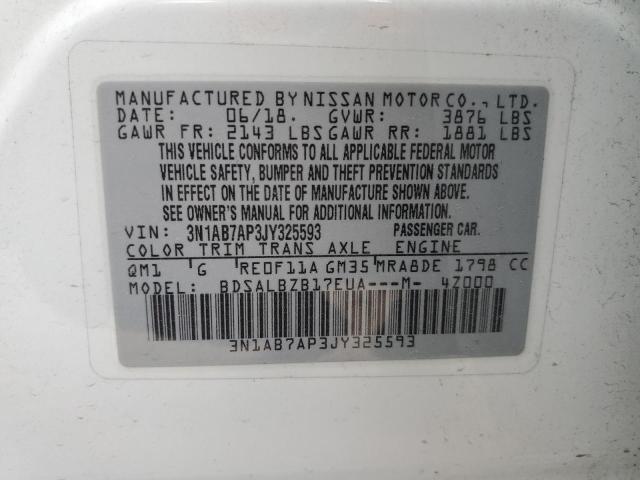 MANUFACTURED BY NISSAN MOTOR CO., LTD.
DATE: 06/18. GVWR: 3876 LBS
GAWR FR: 2143 LBS GAWR RR: 1881 LBS
THIS VEHICLE CONFORMS TO ALL APPLICABLE FEDERAL MOTOR
VEHICLE SAFETY, BUMPER AND THEFT PREVENTION STANDARDS
IN EFFECT ON THE DATE OF MANUFACTURE SHOWN ABOVE.
SEE OWNER'S MANUAL FOR ADDITIONAL INFORMATION.
VIN: 3N1AB7AP3JY325593 PASSENGER CAR.
COLOR TRIM TRANS AXLE ENGINE
QM1 G RE0F11A GM35 MRA8DE 1798 CC
MODEL: BDSALBZB17EUA---M- 4Z000
3N1AB7AP3JY325593